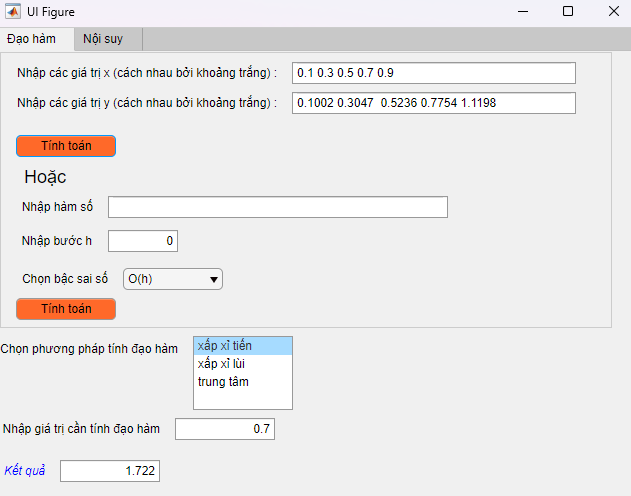 UI Figure
Đạo hàm Nội suy
Nhập các giá trị x (cách nhau bởi khoảng trắng) : 0.1 0.3 0.5 0.7 0.9
Nhập các giá trị y (cách nhau bởi khoảng trắng) : 0.1002 0.3047 0.5236 0.7754 1.1198
Tính toán
Hoặc
Nhập hàm số
Nhập bước h 0
Chọn bậc sai số O(h)
Tính toán
Chọn phương pháp tính đạo hàm xấp xỉ tiến
xấp xỉ lùi
trung tâm
Nhập giá trị cần tính đạo hàm 0.7
Kết quả 1.722